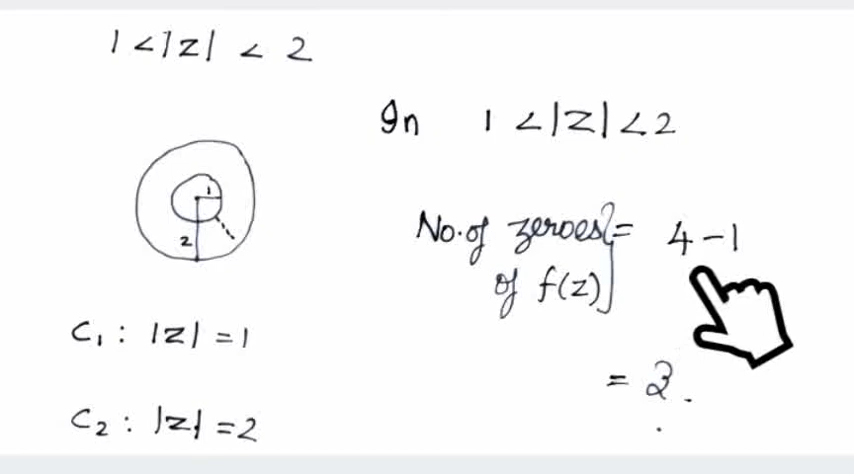 1 < |z| < 2
In 1 < |z| < 2
1
2
No. of zeroes
of f(z)} = 4 - 1
= 3.
C₁ : |z| = 1
C₂ : |z| = 2